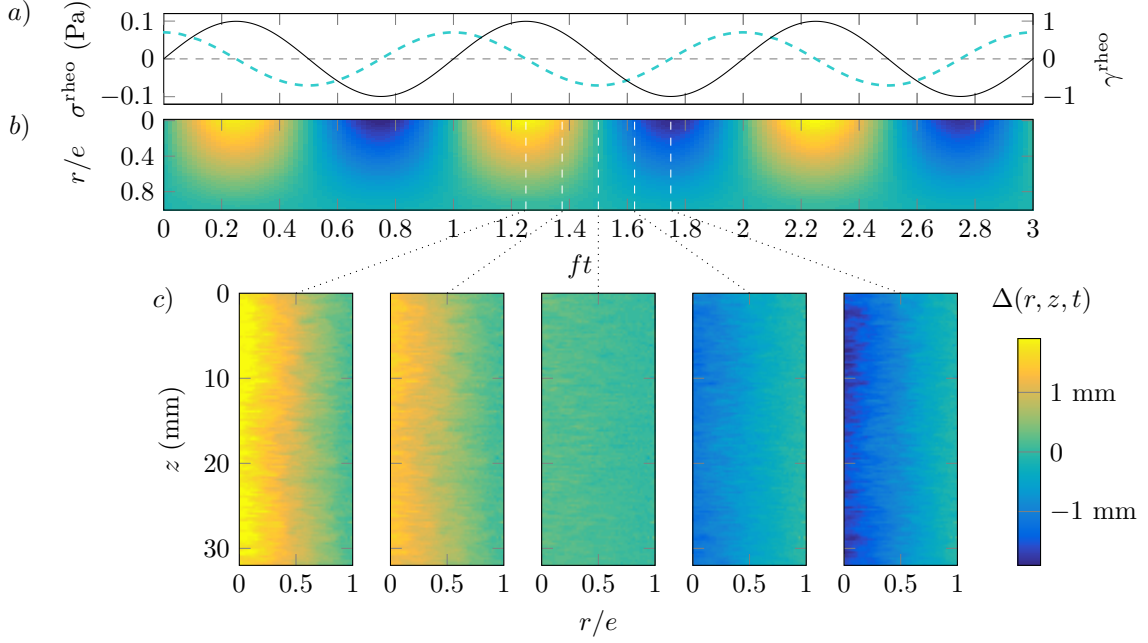 a)
σ^rheo (Pa)
0.1
0
−0.1
1
0
−1
γ^rheo
b)
r/e
0
0.4
0.8
0 0.2 0.4 0.6 0.8 1 1.2 1.4 1.6 1.8 2 2.2 2.4 2.6 2.8 3
ft
c)
z (mm)
0
10
20
30
0 0.5 1 0 0.5 1 0 0.5 1 0 0.5 1 0 0.5 1
r/e
Δ(r, z, t)
1 mm
0
−1 mm